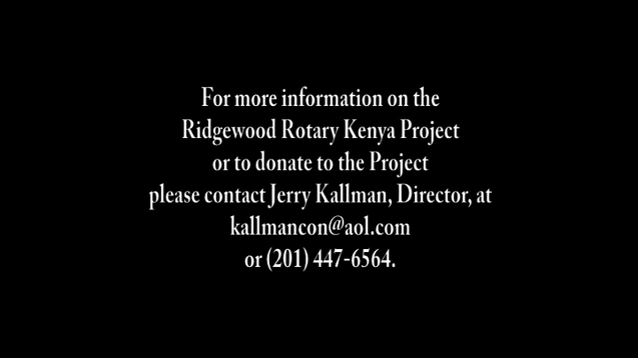 For more information on the
Ridgewood Rotary Kenya Project
or to donate to the Project
please contact Jerry Kallman, Director, at
kallmancon@aol.com
or (201) 447-6564.